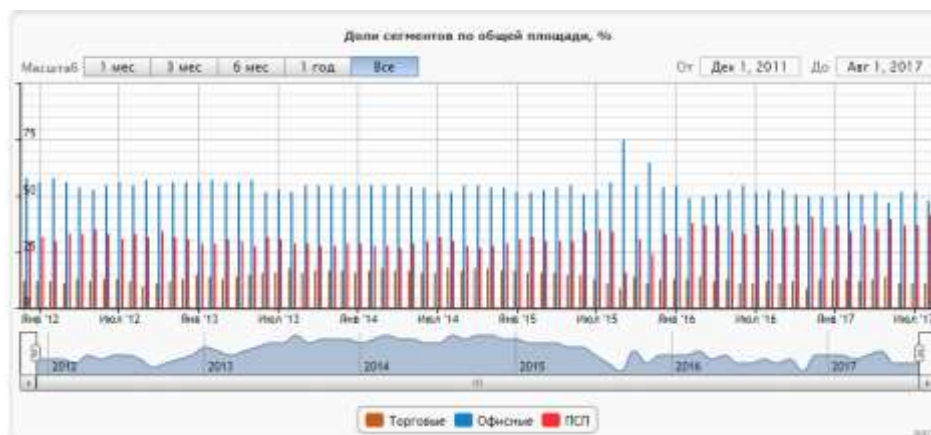 Доли сегментов по общей площади, %
Масштаб 1 мес 3 мес 6 мес 1 год Все От Дек 1, 2011 До Авг 1, 2017
75
50
25
0
Янв '12 Июл '12 Янв '13 Июл '13 Янв '14 Июл '14 Янв '15 Июл '15 Янв '16 Июл '16 Янв '17 Июл '17
2012 2013 2014 2015 2016 2017
Торговые Офисные ПСП